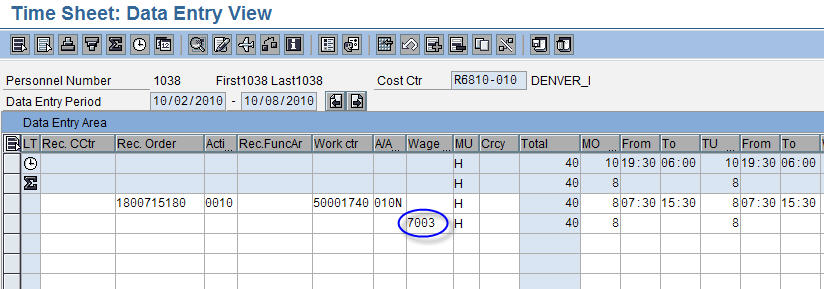 Time Sheet: Data Entry View
Personnel Number 1038 First1038 Last1038 Cost Ctr R6810-010 DENVER_I
Data Entry Period 10/02/2010 - 10/08/2010
Data Entry Area
LT Rec. CCtr Rec. Order Acti... Rec.FuncAr Work ctr A/A... Wage... MU Crcy Total MO From To TU From To
H 40 10 19:30 06:00 10 19:30 06:00
Σ H 40 8 8
1800715180 0010 50001740 010N H 40 8 07:30 15:30 8 07:30 15:30
7003 H 40 8 8